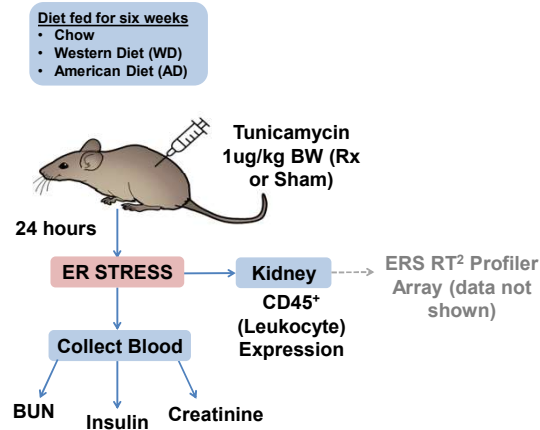 Diet fed for six weeks
• Chow
• Western Diet (WD)
• American Diet (AD)
Tunicamycin
1ug/kg BW (Rx
or Sham)
24 hours
ER STRESS
Kidney
CD45⁺
(Leukocyte)
Expression
ERS RT² Profiler
Array (data not
shown)
Collect Blood
BUN
Insulin
Creatinine